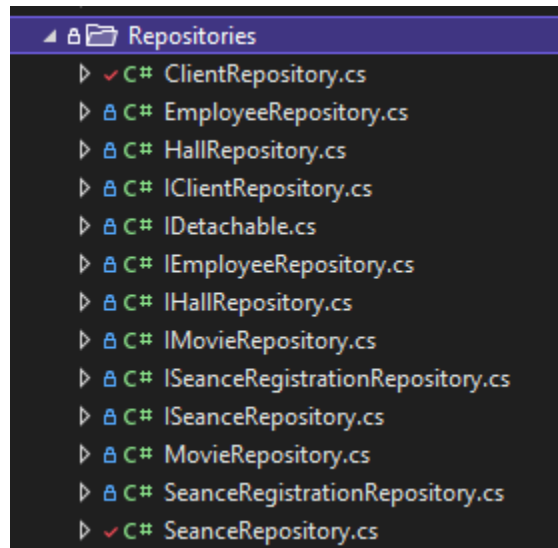 Repositories
C# ClientRepository.cs
C# EmployeeRepository.cs
C# HallRepository.cs
C# IClientRepository.cs
C# IDetachable.cs
C# IEmployeeRepository.cs
C# IHallRepository.cs
C# IMovieRepository.cs
C# ISeanceRegistrationRepository.cs
C# ISeanceRepository.cs
C# MovieRepository.cs
C# SeanceRegistrationRepository.cs
C# SeanceRepository.cs